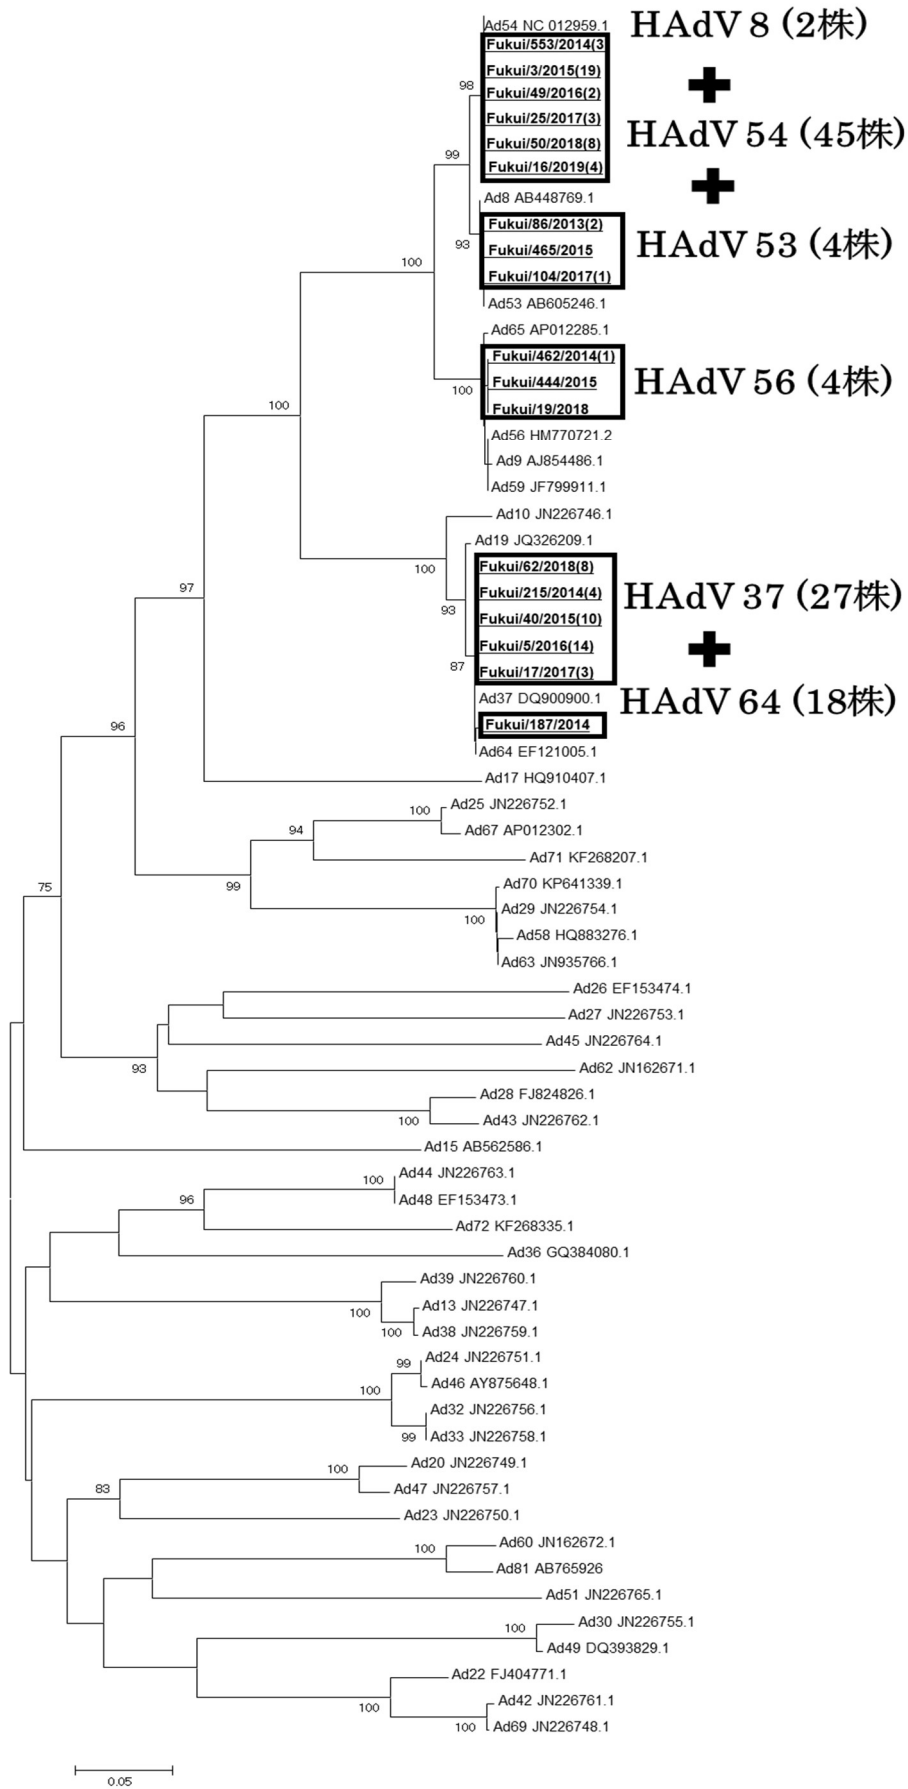 Ad54 NC 012959.1
HAdV 8 (2株)
Fukui/553/2014(3
Fukui/3/2015(19)
Fukui/49/2016(2)
Fukui/25/2017(3)
Fukui/50/2018(8)
Fukui/16/2019(4)
+
HAdV 54 (45株)
+
98
99
Ad8 AB448769.1
Fukui/86/2013(2)
Fukui/465/2015
Fukui/104/2017(1)
HAdV 53 (4株)
93
100
Ad53 AB605246.1
Ad65 AP012285.1
Fukui/462/2014(1)
Fukui/444/2015
Fukui/19/2018
HAdV 56 (4株)
100
100
Ad56 HM770721.2
Ad9 AJ854486.1
Ad59 JF799911.1
Ad10 JN226746.1
Ad19 JQ326209.1
100
Fukui/62/2018(8)
Fukui/215/2014(4)
Fukui/40/2015(10)
Fukui/5/2016(14)
Fukui/17/2017(3)
HAdV 37 (27株)
+
HAdV 64 (18株)
97
93
87
Ad37 DQ900900.1
Fukui/187/2014
Ad64 EF121005.1
96
Ad17 HQ910407.1
Ad25 JN226752.1
100
Ad67 AP012302.1
94
Ad71 KF268207.1
99
75
Ad70 KP641339.1
Ad29 JN226754.1
100
Ad58 HQ883276.1
Ad63 JN935766.1
Ad26 EF153474.1
Ad27 JN226753.1
Ad45 JN226764.1
93
Ad62 JN162671.1
Ad28 FJ824826.1
100
Ad43 JN226762.1
Ad15 AB562586.1
Ad44 JN226763.1
100
Ad48 EF153473.1
96
Ad72 KF268335.1
Ad36 GQ384080.1
Ad39 JN226760.1
100
Ad13 JN226747.1
100
Ad38 JN226759.1
Ad24 JN226751.1
99
Ad46 AY875648.1
100
Ad32 JN226756.1
99
Ad33 JN226758.1
Ad20 JN226749.1
100
Ad47 JN226757.1
83
Ad23 JN226750.1
Ad60 JN162672.1
100
Ad81 AB765926
Ad51 JN226765.1
Ad30 JN226755.1
100
Ad49 DQ393829.1
Ad22 FJ404771.1
100
Ad42 JN226761.1
100
Ad69 JN226748.1
0.05